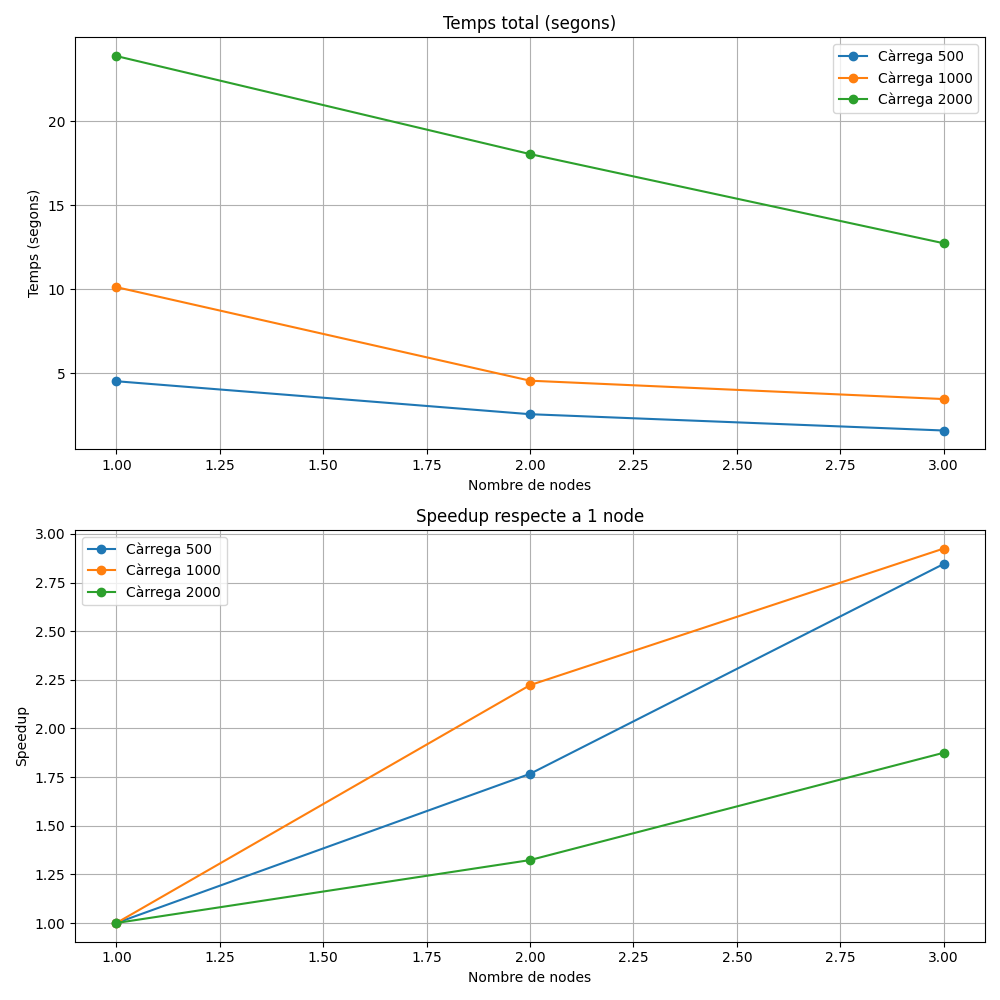 Temps total (segons)
Càrrega 500
Càrrega 1000
Càrrega 2000
Temps (segons)
20
15
10
5
1.00 1.25 1.50 1.75 2.00 2.25 2.50 2.75 3.00
Nombre de nodes
Speedup respecte a 1 node
Càrrega 500
Càrrega 1000
Càrrega 2000
Speedup
3.00
2.75
2.50
2.25
2.00
1.75
1.50
1.25
1.00
1.00 1.25 1.50 1.75 2.00 2.25 2.50 2.75 3.00
Nombre de nodes